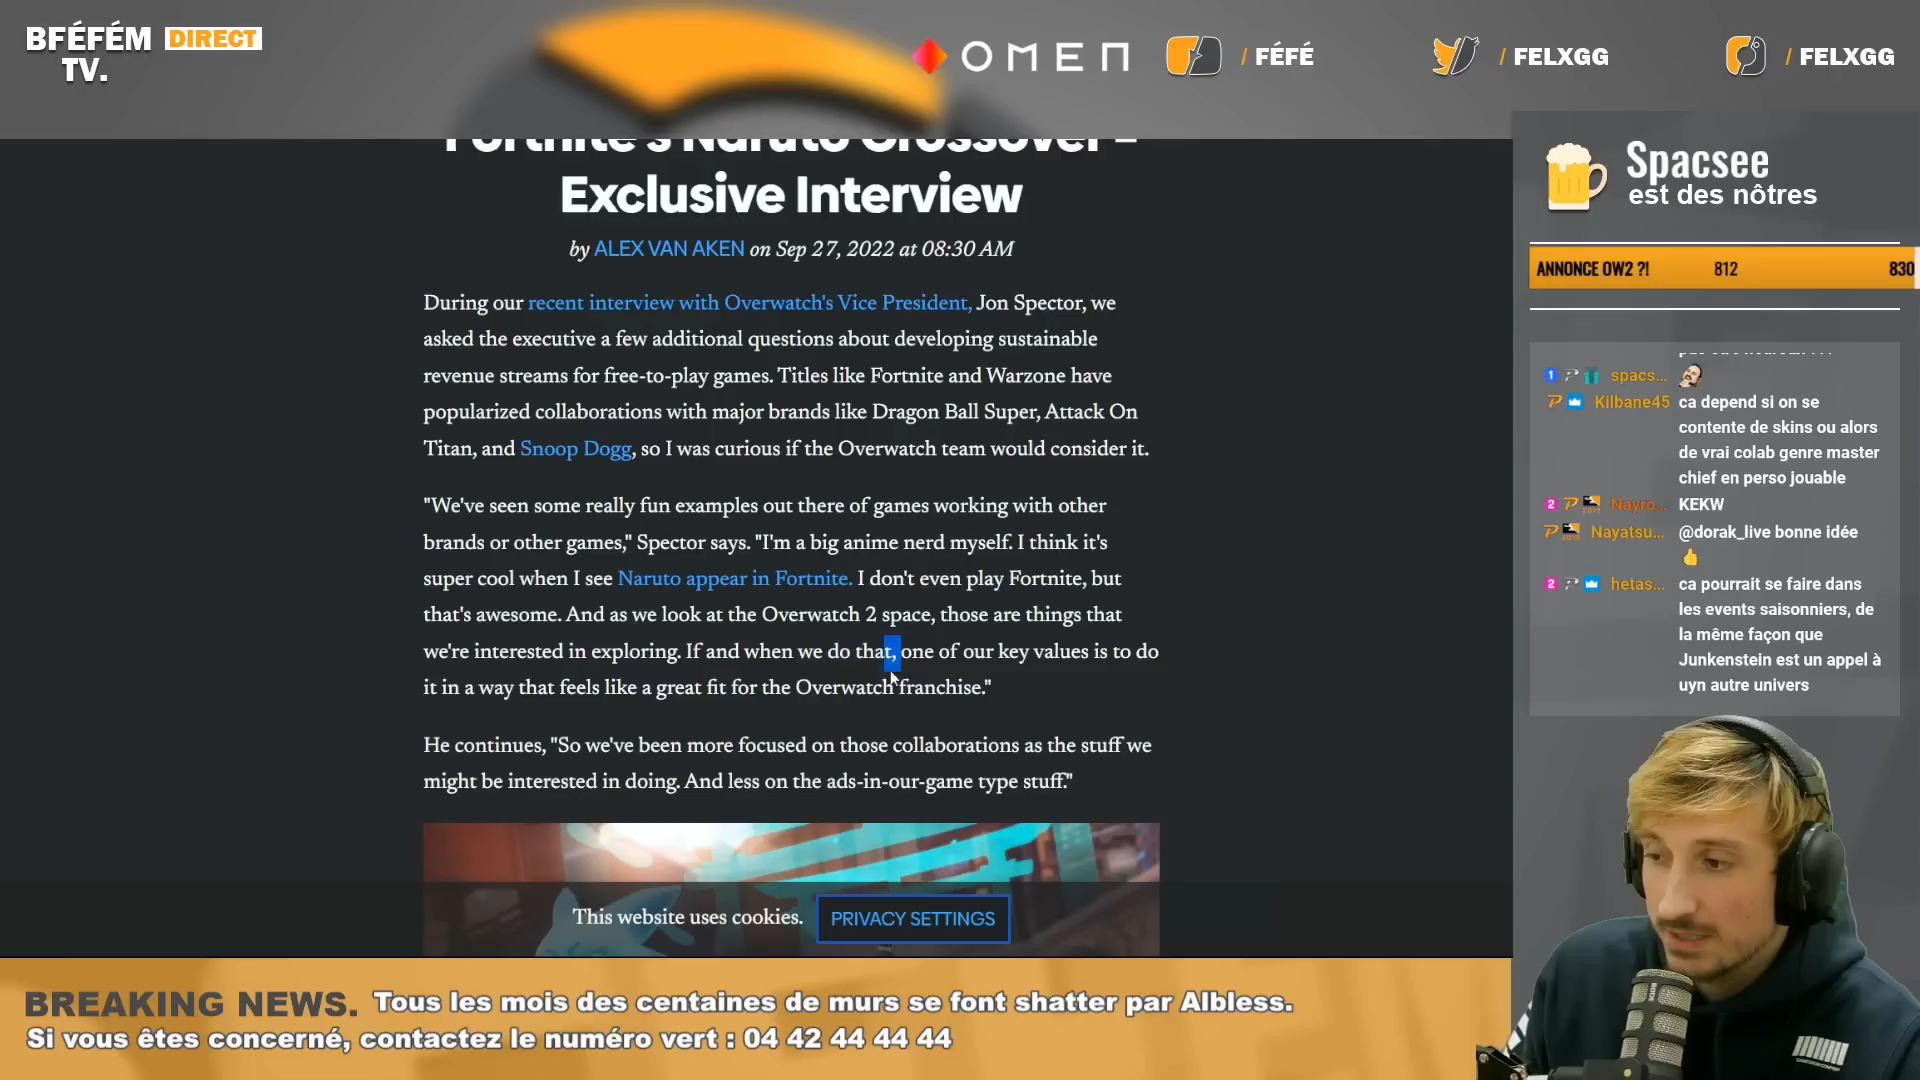 BFÉFÉM DIRECT
TV.
OMEN
/ FÉFÉ
/ FELXGG
/ FELXGG
Fortnite's Naruto Crossover –
Exclusive Interview
by ALEX VAN AKEN on Sep 27, 2022 at 08:30 AM
During our recent interview with Overwatch's Vice President, Jon Spector, we
asked the executive a few additional questions about developing sustainable
revenue streams for free-to-play games. Titles like Fortnite and Warzone have
popularized collaborations with major brands like Dragon Ball Super, Attack On
Titan, and Snoop Dogg, so I was curious if the Overwatch team would consider it.
"We've seen some really fun examples out there of games working with other
brands or other games," Spector says. "I'm a big anime nerd myself. I think it's
super cool when I see Naruto appear in Fortnite. I don't even play Fortnite, but
that's awesome. And as we look at the Overwatch 2 space, those are things that
we're interested in exploring. If and when we do that, one of our key values is to do
it in a way that feels like a great fit for the Overwatch franchise."
He continues, "So we've been more focused on those collaborations as the stuff we
might be interested in doing. And less on the ads-in-our-game type stuff."
This website uses cookies. PRIVACY SETTINGS
Spacsee
est des nôtres
ANNONCE OW2 ?! 812 830
spacs...
Kilbane45 ca depend si on se
contente de skins ou alors
de vrai colab genre master
chief en perso jouable
Nayro... KEKW
Nayatsu... @dorak_live bonne idée
hetas... ca pourrait se faire dans
les events saisonniers, de
la même façon que
Junkenstein est un appel à
uyn autre univers
BREAKING NEWS. Tous les mois des centaines de murs se font shatter par Albless.
Si vous êtes concerné, contactez le numéro vert : 04 42 44 44 44